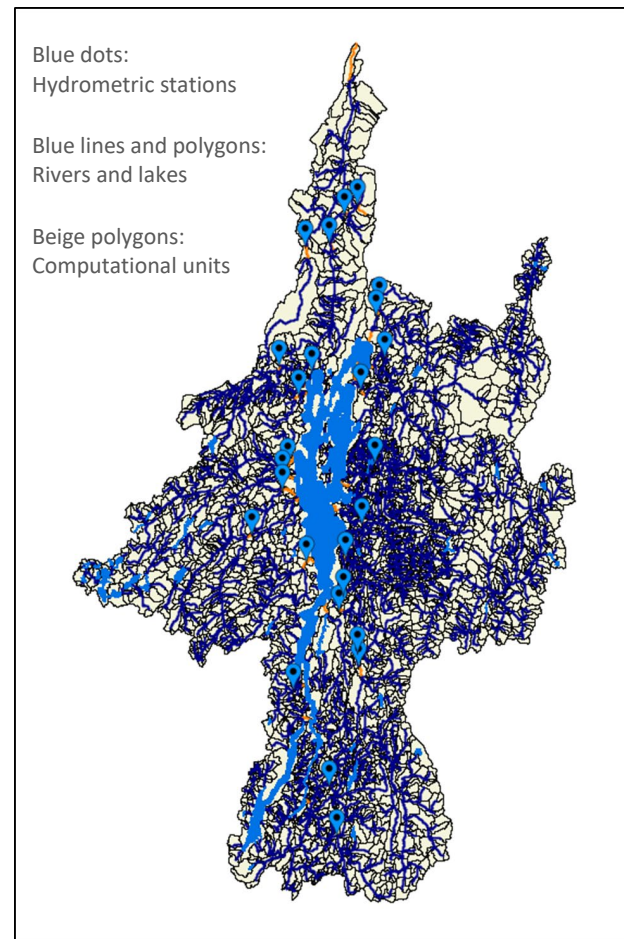 Blue dots:
Hydrometric stations
Blue lines and polygons:
Rivers and lakes
Beige polygons:
Computational units